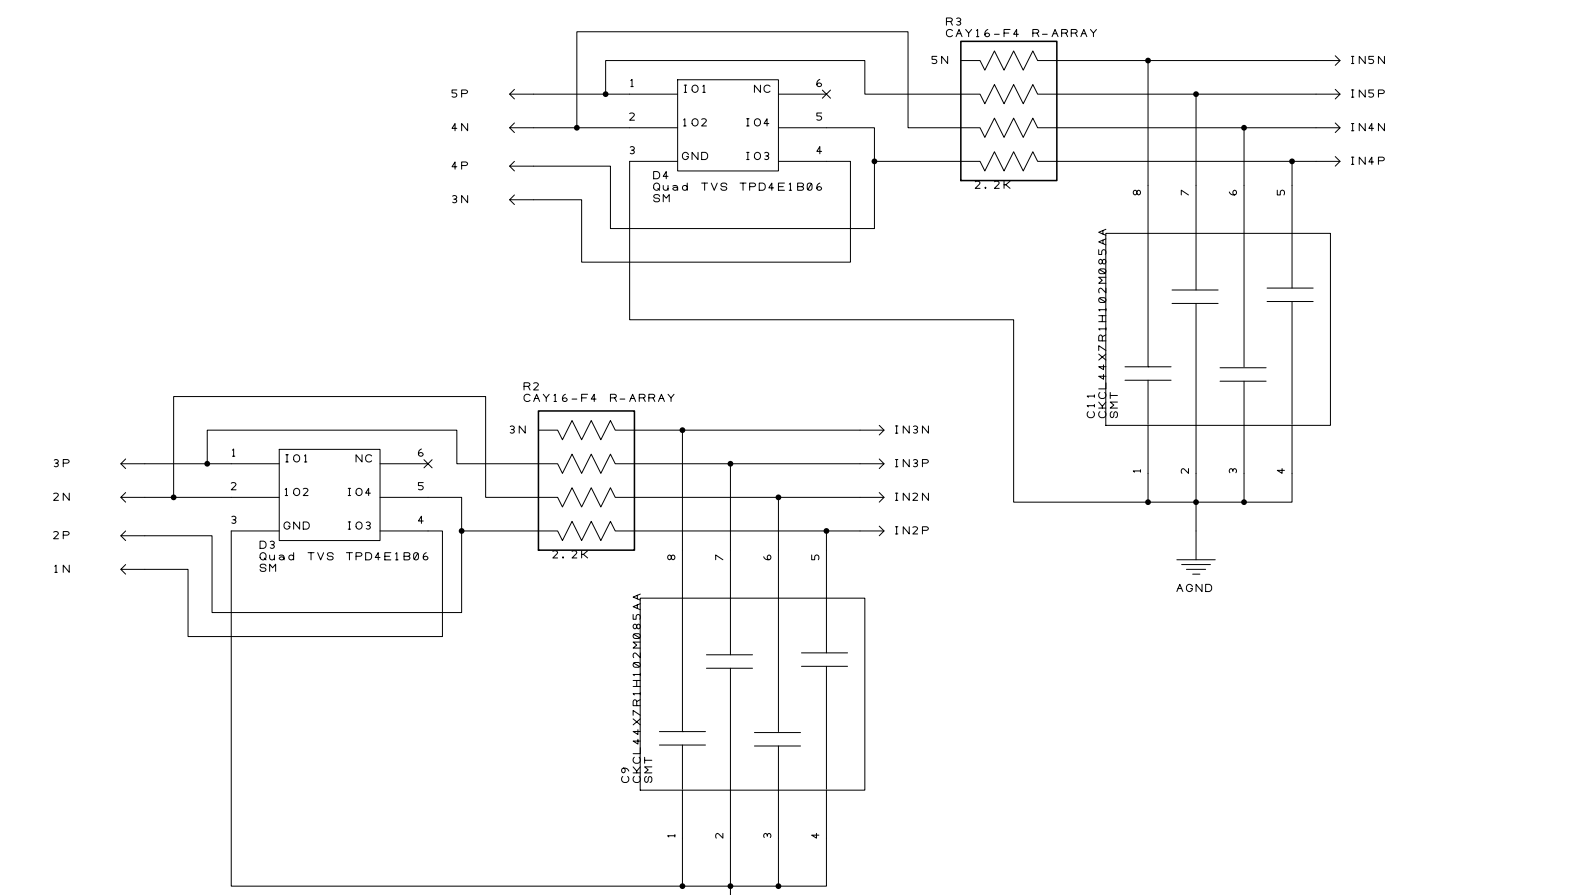 R3
CAY16-F4 R-ARRAY
5N
IN5N
5P
1
IO1
NC
6
IN5P
4N
2
1O2
IO4
5
IN4N
4P
3
GND
IO3
4
IN4P
D4
Quad TVS TPD4E1B06
SM
2.2K
3N
8
7
6
5
C11
CKCL44X7R1H102M085AA
SMT
1
2
3
4
AGND
R2
CAY16-F4 R-ARRAY
3N
IN3N
3P
1
IO1
NC
6
IN3P
2N
2
1O2
IO4
5
IN2N
2P
3
GND
IO3
4
IN2P
D3
Quad TVS TPD4E1B06
SM
2.2K
1N
8
7
6
5
C9
CKCL44X7R1H102M085AA
SMT
1
2
3
4